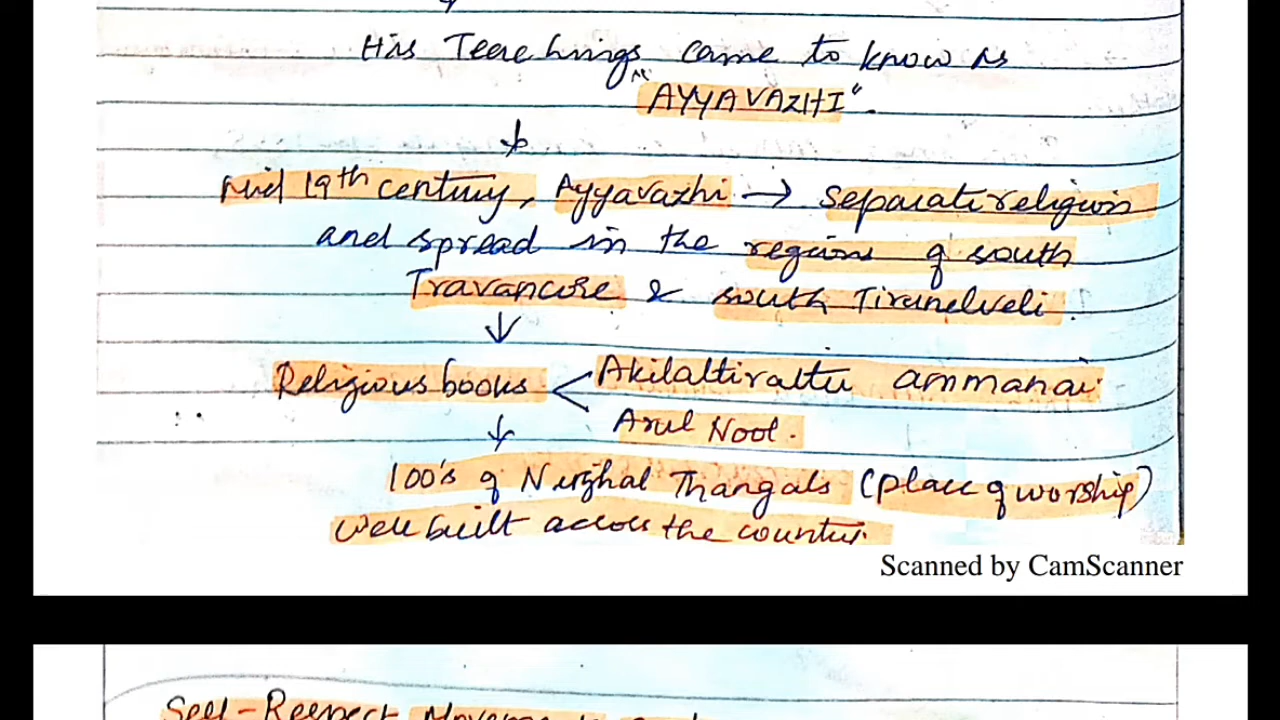 His Teachings came to know as
"AYYAVAZHI".
Mid 19th century, Ayyavazhi → separate religion
and spread in the regions of south
Travancore & south Tirunelveli.
Religious books < Akilattirattu ammanai
Arul Nool.
100's of Nizhal Thangals (place of worship)
were built across the country.
Scanned by CamScanner
Self-Respect